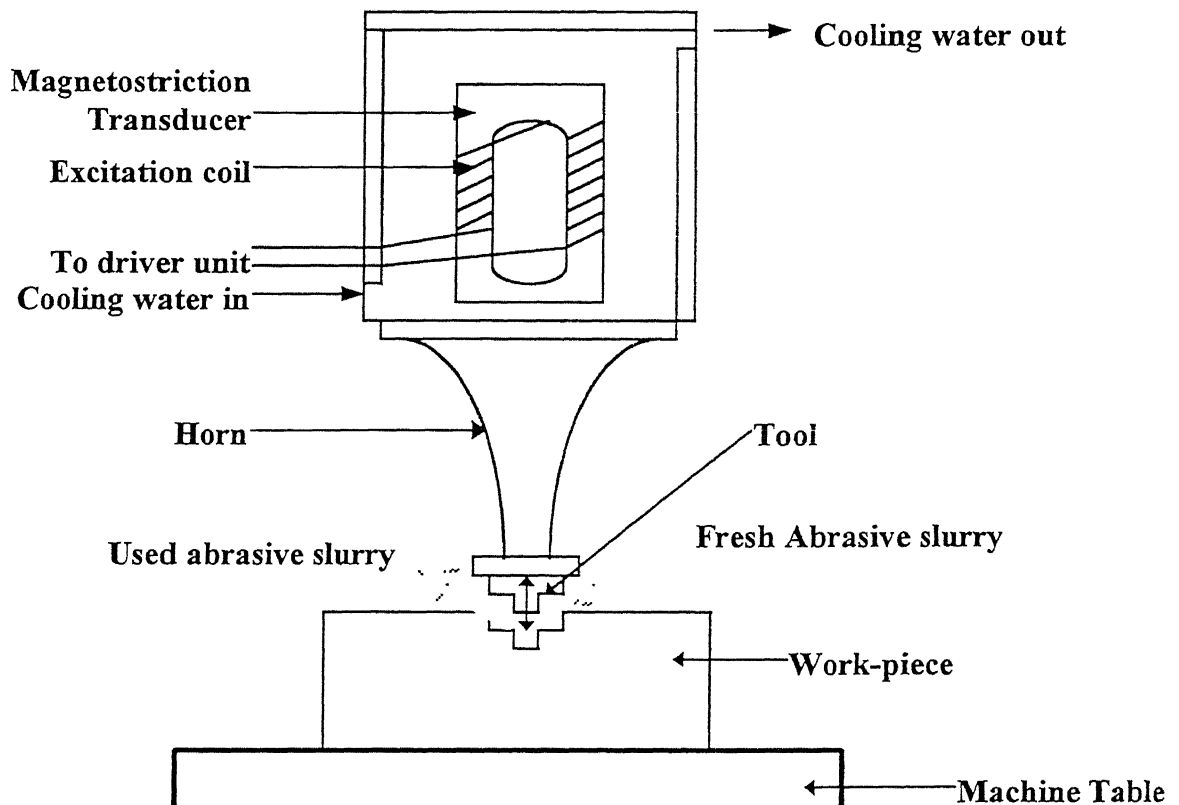 Cooling water out
Magnetostriction
Transducer
Excitation coil
To driver unit
Cooling water in
Horn
Tool
Fresh Abrasive slurry
Used abrasive slurry
Work-piece
Machine Table